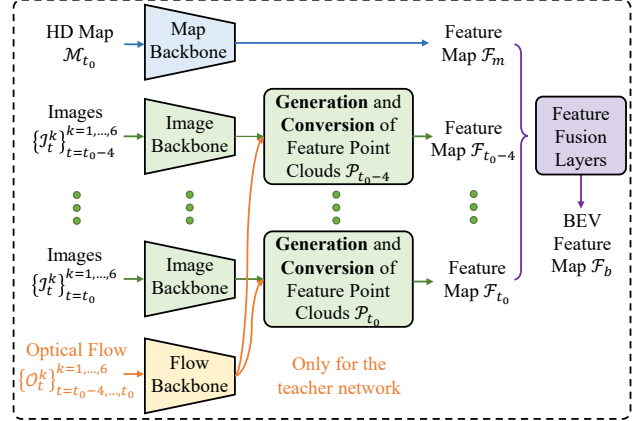 HD Map
𝓜_{t_0}
Map
Backbone
Feature
Map 𝓕_m
Images
{𝓘_t^k}_{t=t_0−4}^{k=1,…,6}
Image
Backbone
Generation and
Conversion of
Feature Point
Clouds 𝓟_{t_0−4}
Feature
Map 𝓕_{t_0−4}
Feature
Fusion
Layers
BEV
Feature
Map 𝓕_b
Images
{𝓘_t^k}_{t=t_0}^{k=1,…,6}
Image
Backbone
Generation and
Conversion of
Feature Point
Clouds 𝓟_{t_0}
Feature
Map 𝓕_{t_0}
Optical Flow
{𝓞_t^k}_{t=t_0−4,…,t_0}^{k=1,…,6}
Flow
Backbone
Only for the
teacher network